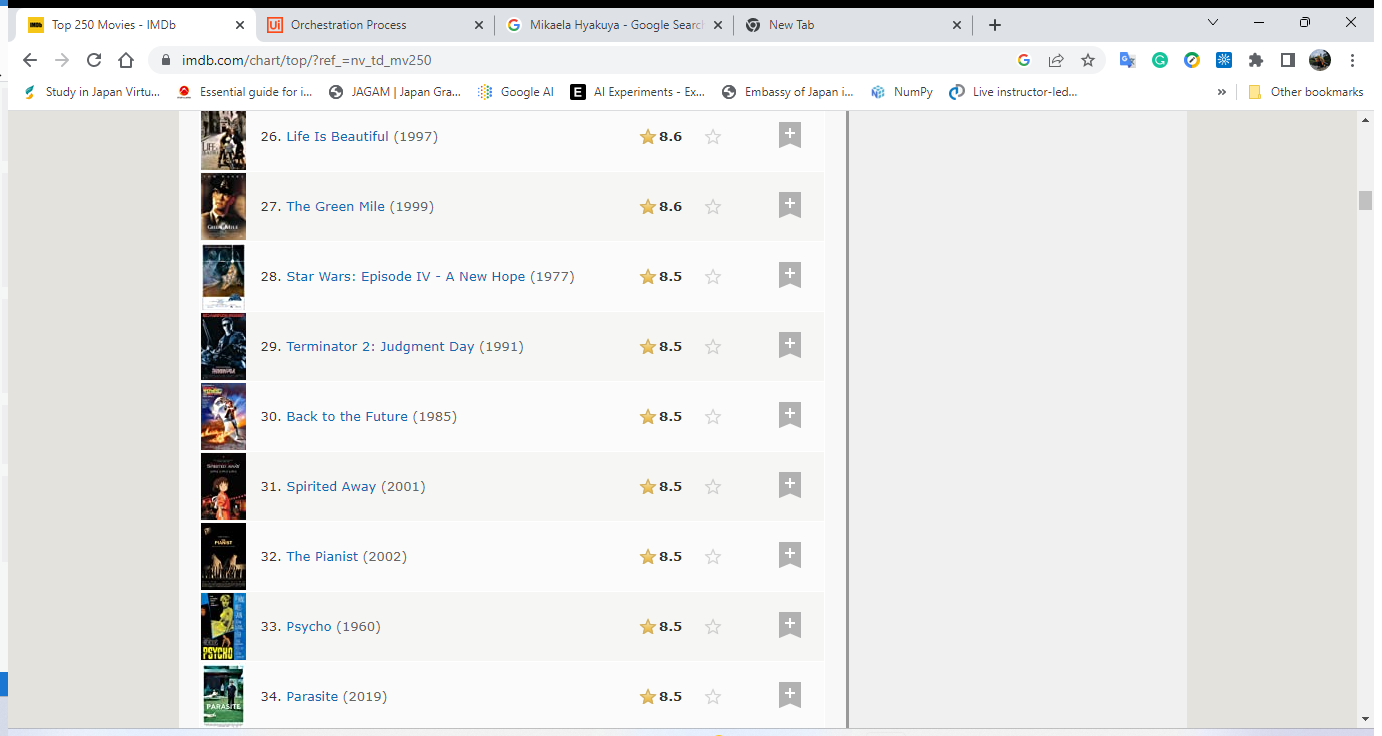 Top 250 Movies - IMDb
Orchestration Process
Mikaela Hyakuya - Google Search
New Tab
imdb.com/chart/top/?ref_=nv_td_mv250
Study in Japan Virtu...
Essential guide for i...
JAGAM | Japan Gra...
Google AI
AI Experiments - Ex...
Embassy of Japan i...
NumPy
Live instructor-led...
»
Other bookmarks
26. Life Is Beautiful (1997) 8.6
27. The Green Mile (1999) 8.6
28. Star Wars: Episode IV - A New Hope (1977) 8.5
29. Terminator 2: Judgment Day (1991) 8.5
30. Back to the Future (1985) 8.5
31. Spirited Away (2001) 8.5
32. The Pianist (2002) 8.5
33. Psycho (1960) 8.5
PSYCHO
34. Parasite (2019) 8.5
PARASITE